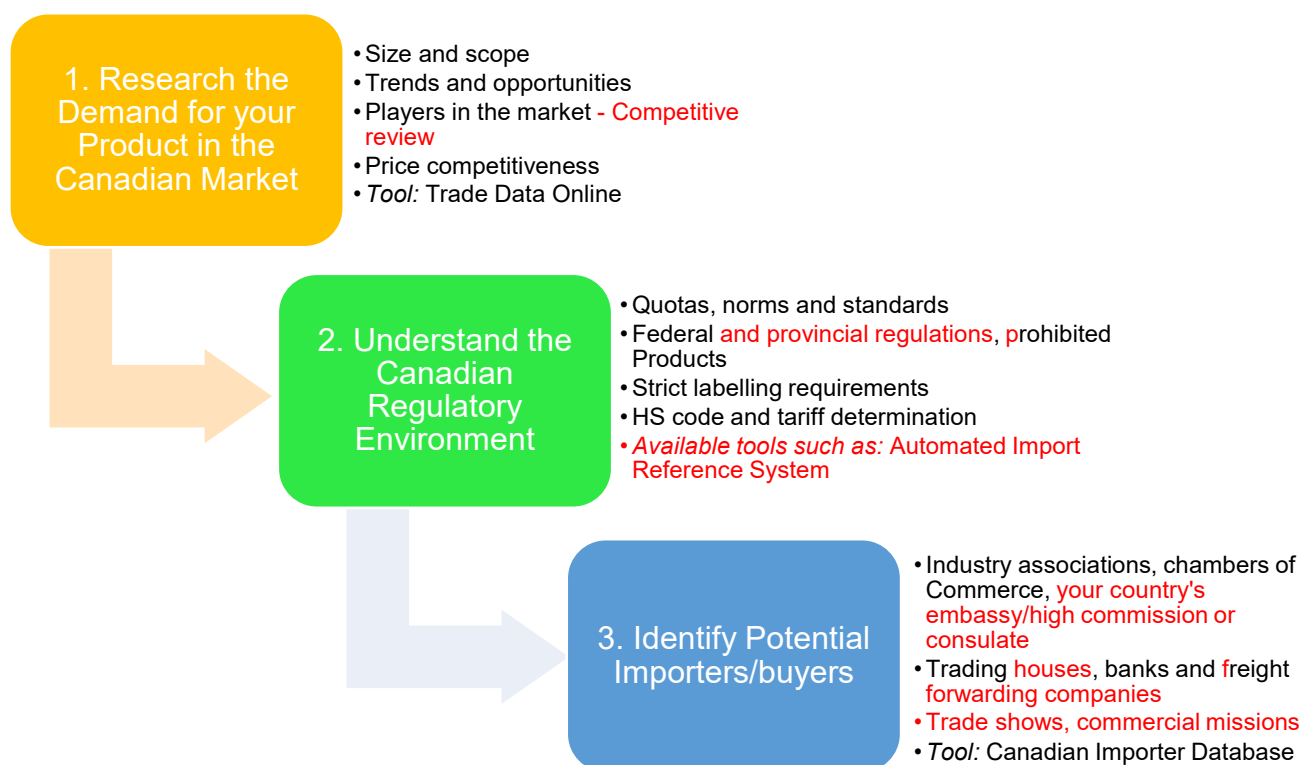 1. Research the
Demand for your
Product in the
Canadian Market
• Size and scope
• Trends and opportunities
• Players in the market - Competitive
review
• Price competitiveness
• Tool: Trade Data Online
2. Understand the
Canadian
Regulatory
Environment
• Quotas, norms and standards
• Federal and provincial regulations, prohibited
Products
• Strict labelling requirements
• HS code and tariff determination
• Available tools such as: Automated Import
Reference System
3. Identify Potential
Importers/buyers
• Industry associations, chambers of
Commerce, your country's
embassy/high commission or
consulate
• Trading houses, banks and freight
forwarding companies
• Trade shows, commercial missions
• Tool: Canadian Importer Database